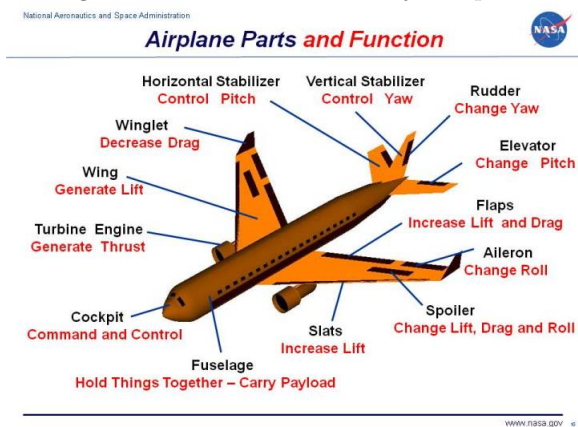 National Aeronautics and Space Administration
NASA
Airplane Parts and Function
Horizontal Stabilizer
Control Pitch
Vertical Stabilizer
Control Yaw
Rudder
Change Yaw
Winglet
Decrease Drag
Elevator
Change Pitch
Wing
Generate Lift
Flaps
Increase Lift and Drag
Turbine Engine
Generate Thrust
Aileron
Change Roll
Spoiler
Change Lift, Drag and Roll
Cockpit
Command and Control
Slats
Increase Lift
Fuselage
Hold Things Together – Carry Payload
www.nasa.gov